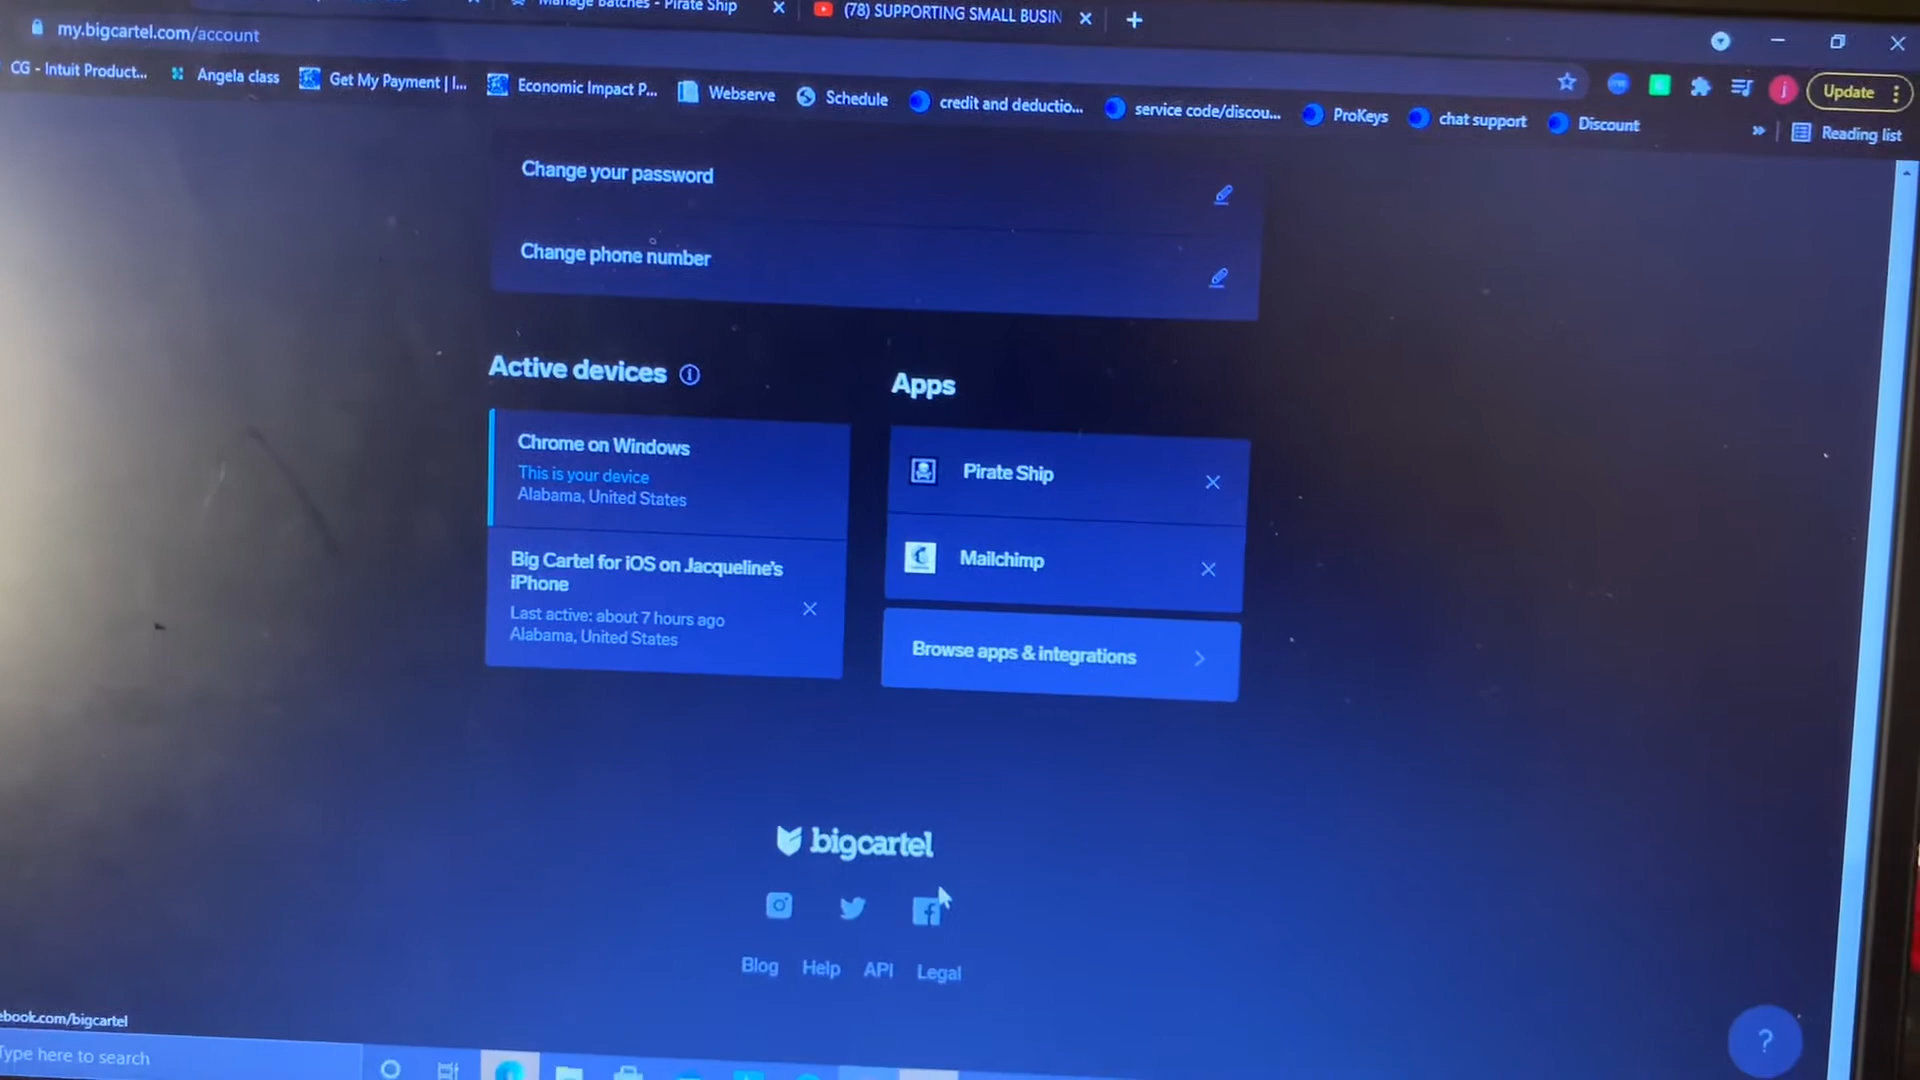 Manage Batches - Pirate Ship
(78) SUPPORTING SMALL BUSIN
my.bigcartel.com/account
CG - Intuit Product...
Angela class
Get My Payment | I...
Economic Impact P...
Webserve
Schedule
credit and deductio...
service code/discou...
ProKeys
chat support
Discount
»
Reading list
j
Update
Change your password
Change phone number
Active devices
Apps
Chrome on Windows
This is your device
Alabama, United States
Big Cartel for iOS on Jacqueline's
iPhone
Last active: about 7 hours ago
Alabama, United States
Pirate Ship
Mailchimp
Browse apps & integrations
bigcartel
Blog
Help
API
Legal
ebook.com/bigcartel
?
Type here to search